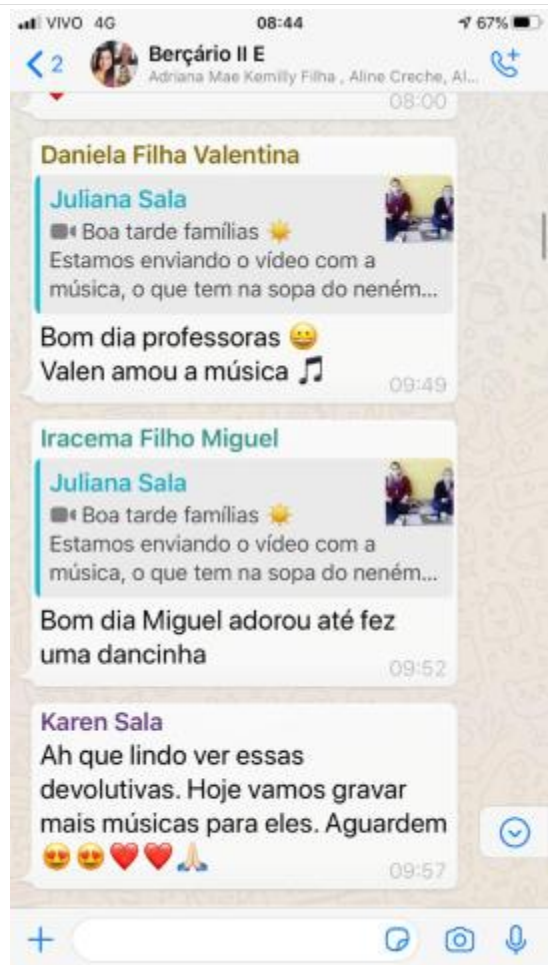 VIVO 4G 08:44 67%
2 Berçário II E
Adriana Mae Kemilly Filha , Aline Creche, Al...
08:00
Daniela Filha Valentina
Juliana Sala
Boa tarde famílias ☀️
Estamos enviando o vídeo com a
música, o que tem na sopa do neném...
Bom dia professoras 😀
Valen amou a música 🎵 09:49
Iracema Filho Miguel
Juliana Sala
Boa tarde famílias ☀️
Estamos enviando o vídeo com a
música, o que tem na sopa do neném...
Bom dia Miguel adorou até fez
uma dancinha 09:52
Karen Sala
Ah que lindo ver essas
devolutivas. Hoje vamos gravar
mais músicas para eles. Aguardem
😍😍❤️❤️🙏🏻 09:57